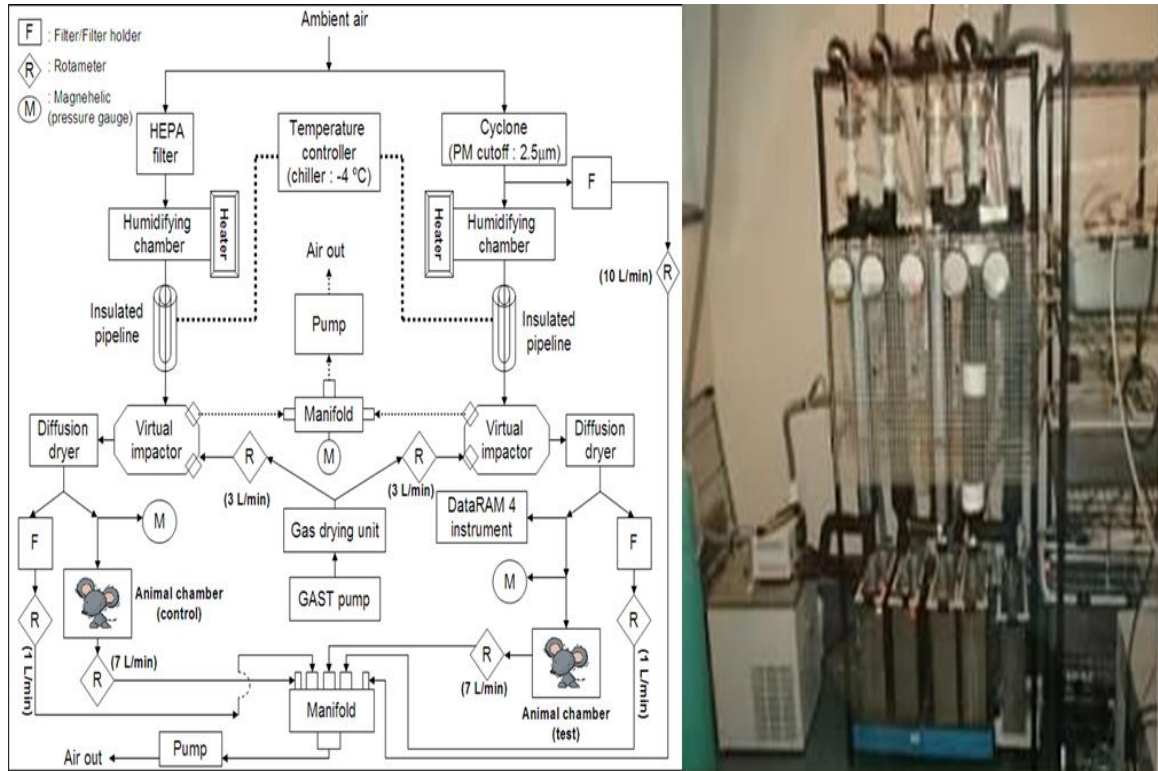 Ambient air
F : Filter/Filter holder
R : Rotameter
M : Magnehelic
(pressure gauge)
HEPA
filter
Temperature
controller
(chiller : -4 ºC)
Cyclone
(PM cutoff : 2.5µm)
F
Humidifying
chamber
Heater
Heater
Humidifying
chamber
Air out
(10 L/min)
R
Insulated
pipeline
Pump
Insulated
pipeline
Diffusion
dryer
Virtual
impactor
Manifold
M
Virtual
impactor
Diffusion
dryer
R
(3 L/min)
R
(3 L/min)
F
M
Gas drying unit
DataRAM 4
instrument
F
M
GAST pump
Animal chamber
(control)
R
(1 L/min)
R
(7 L/min)
R
(7 L/min)
R
(1 L/min)
Animal chamber
(test)
Manifold
Air out
Pump